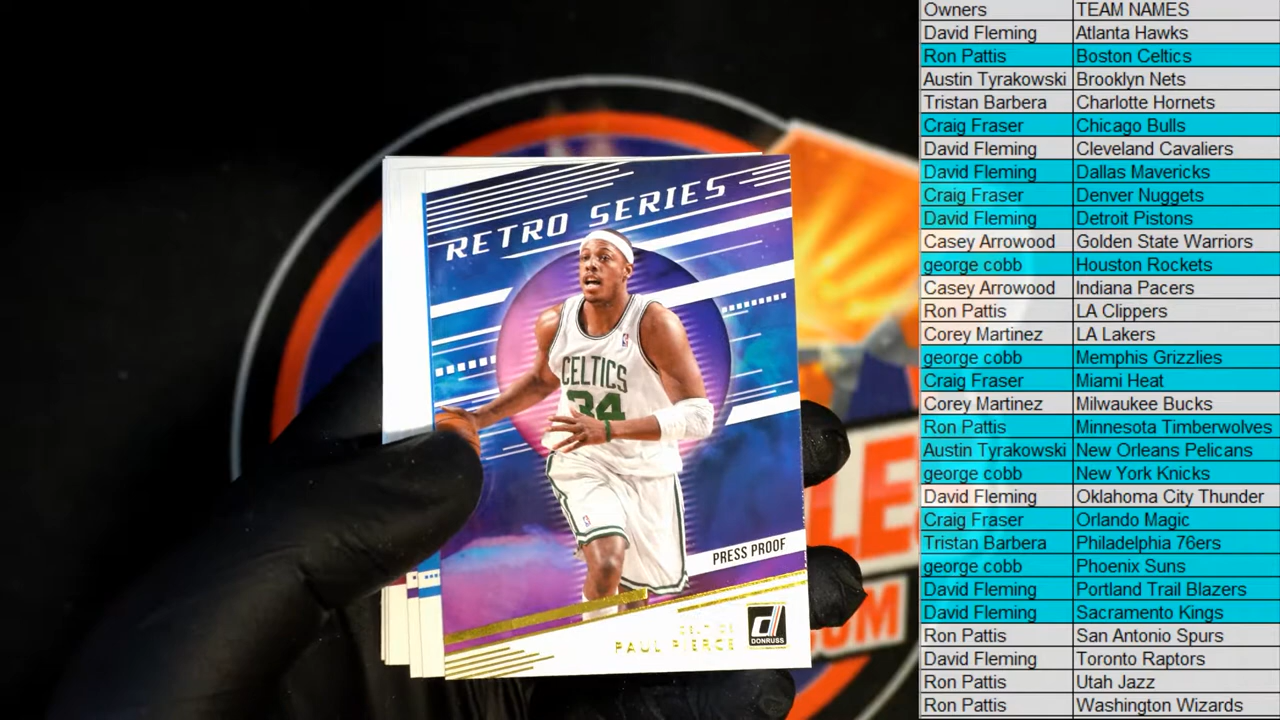 RETRO SERIES
CELTICS
34
PRESS PROOF
CELTICS
PAUL PIERCE
d
DONRUSS
LE
OM
Owners TEAM NAMES
David Fleming Atlanta Hawks
Ron Pattis Boston Celtics
Austin Tyrakowski Brooklyn Nets
Tristan Barbera Charlotte Hornets
Craig Fraser Chicago Bulls
David Fleming Cleveland Cavaliers
David Fleming Dallas Mavericks
Craig Fraser Denver Nuggets
David Fleming Detroit Pistons
Casey Arrowood Golden State Warriors
george cobb Houston Rockets
Casey Arrowood Indiana Pacers
Ron Pattis LA Clippers
Corey Martinez LA Lakers
george cobb Memphis Grizzlies
Craig Fraser Miami Heat
Corey Martinez Milwaukee Bucks
Ron Pattis Minnesota Timberwolves
Austin Tyrakowski New Orleans Pelicans
george cobb New York Knicks
David Fleming Oklahoma City Thunder
Craig Fraser Orlando Magic
Tristan Barbera Philadelphia 76ers
george cobb Phoenix Suns
David Fleming Portland Trail Blazers
David Fleming Sacramento Kings
Ron Pattis San Antonio Spurs
David Fleming Toronto Raptors
Ron Pattis Utah Jazz
Ron Pattis Washington Wizards